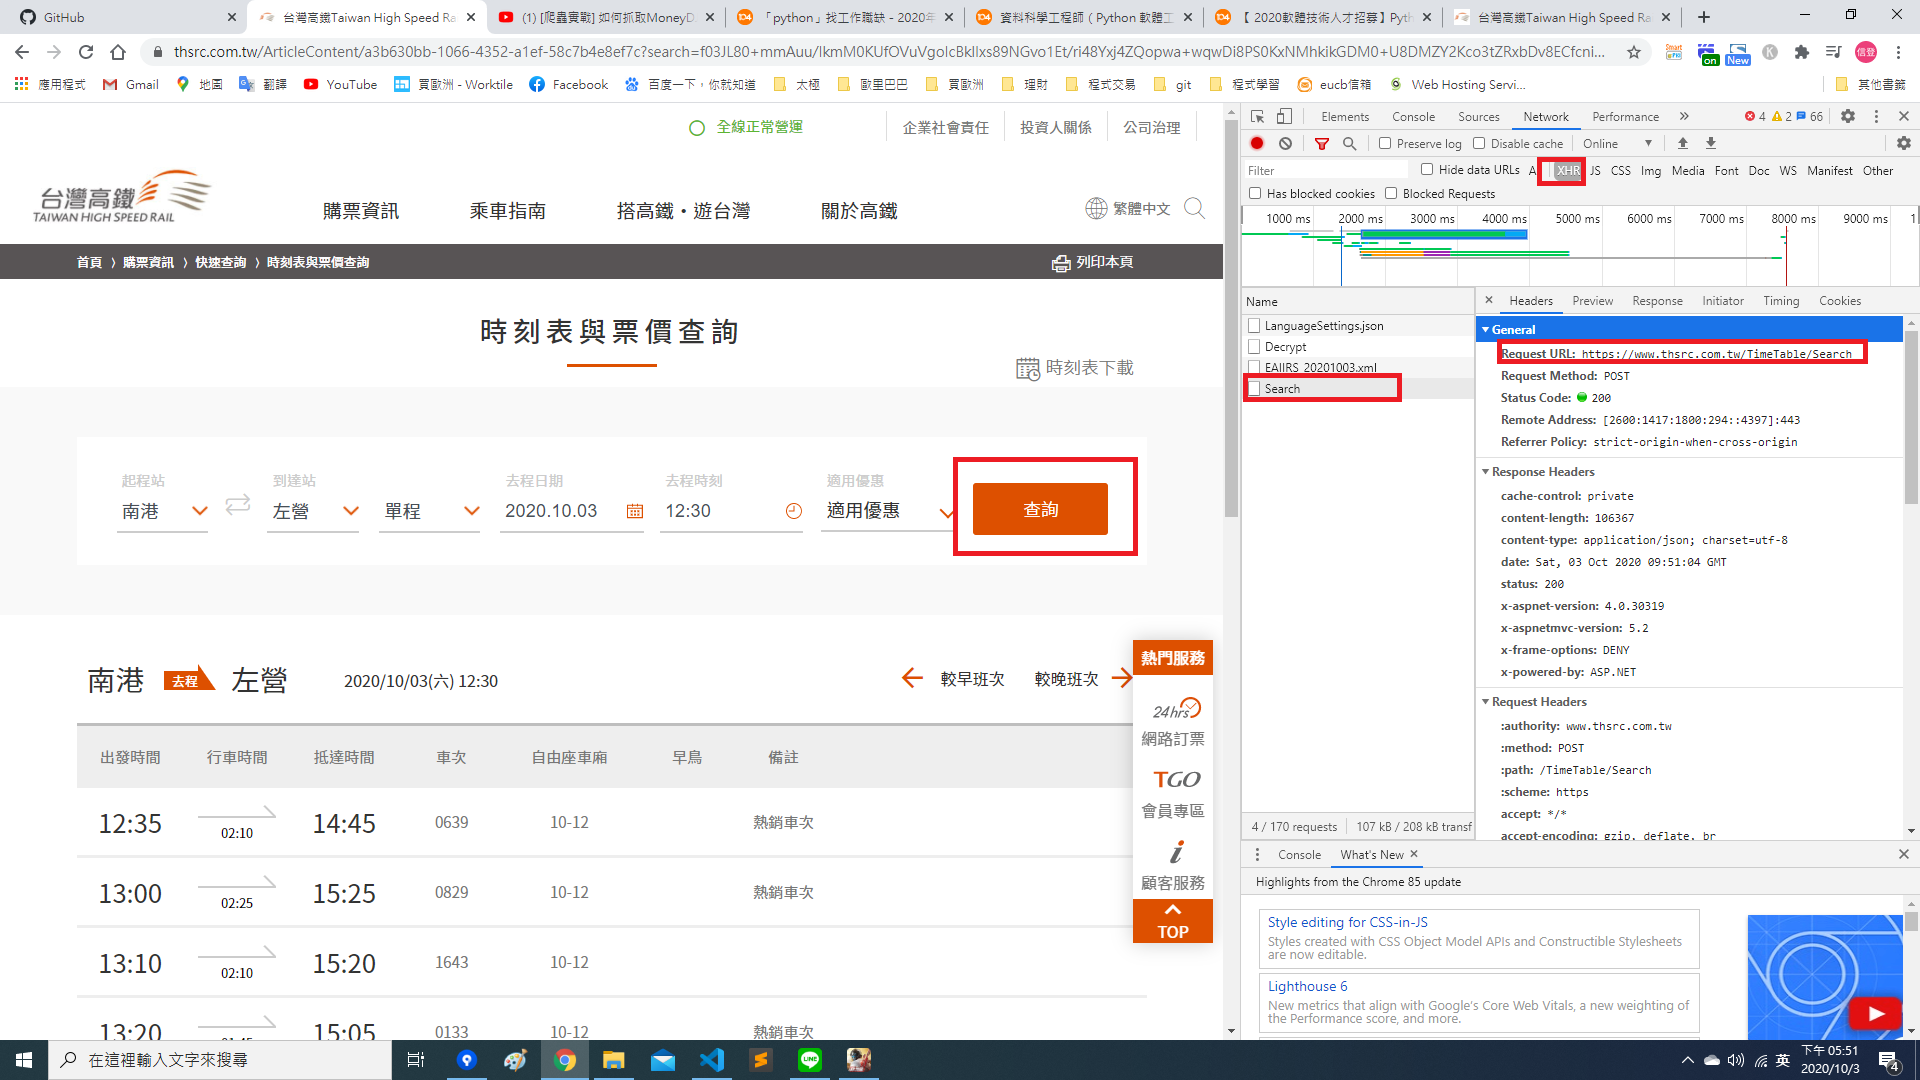 GitHub
台灣高鐵Taiwan High Speed Ra
(1) [爬蟲實戰] 如何抓取MoneyD
「python」找工作職缺 - 2020年
資料科學工程師（Python 軟體工
【 2020軟體技術人才招募】Pyth
台灣高鐵Taiwan High Speed Ra
thsrc.com.tw/ArticleContent/a3b630bb-1066-4352-a1ef-58c7b4e8ef7c?search=f03JL80+mmAuu/IkmM0KUfOVuVgoIcBkIlxs89NGvo1Et/ri48Yxj4ZQopwa+wqwDi8PS0KxNMhkikGDM0+U8DMZY2Kco3tZRxbDv8ECfcni...
on
New
信登
應用程式
Gmail
地圖
翻譯
YouTube
買歐洲 - Worktile
Facebook
百度一下，你就知道
太極
歐里巴巴
買歐洲
理財
程式交易
git
程式學習
eucb信箱
Web Hosting Servi...
其他書籤
全線正常營運
企業社會責任
投資人關係
公司治理
台灣高鐵
TAIWAN HIGH SPEED RAIL
購票資訊
乘車指南
搭高鐵・遊台灣
關於高鐵
繁體中文
首頁 〉 購票資訊 〉 快速查詢 〉 時刻表與票價查詢
列印本頁
時刻表與票價查詢
時刻表下載
起程站
到達站
去程日期
去程時刻
適用優惠
南港
左營
單程
2020.10.03
12:30
適用優惠
查詢
南港
去程
左營
2020/10/03(六) 12:30
較早班次
較晚班次
出發時間
行車時間
抵達時間
車次
自由座車廂
早鳥
備註
12:35
02:10
14:45
0639
10-12
熱銷車次
13:00
02:25
15:25
0829
10-12
熱銷車次
13:10
02:10
15:20
1643
10-12
13:20
15:05
0133
10-12
熱銷車次
熱門服務
24hrs
網路訂票
TGO
會員專區
i
顧客服務
TOP
Elements
Console
Sources
Network
Performance
4
2
66
Preserve log
Disable cache
Online
Filter
Hide data URLs
XHR
JS
CSS
Img
Media
Font
Doc
WS
Manifest
Other
Has blocked cookies
Blocked Requests
1000 ms
2000 ms
3000 ms
4000 ms
5000 ms
6000 ms
7000 ms
8000 ms
9000 ms
1
Name
LanguageSettings.json
Decrypt
EAIIRS_20201003.xml
Search
4 / 170 requests
107 kB / 208 kB transf
Headers
Preview
Response
Initiator
Timing
Cookies
General
Request URL: https://www.thsrc.com.tw/TimeTable/Search
Request Method: POST
Status Code: 200
Remote Address: [2600:1417:1800:294::4397]:443
Referrer Policy: strict-origin-when-cross-origin
Response Headers
cache-control: private
content-length: 106367
content-type: application/json; charset=utf-8
date: Sat, 03 Oct 2020 09:51:04 GMT
status: 200
x-aspnet-version: 4.0.30319
x-aspnetmvc-version: 5.2
x-frame-options: DENY
x-powered-by: ASP.NET
Request Headers
:authority: www.thsrc.com.tw
:method: POST
:path: /TimeTable/Search
:scheme: https
accept: */*
accept-encoding: gzip, deflate, br
Console
What's New
Highlights from the Chrome 85 update
Style editing for CSS-in-JS
Styles created with CSS Object Model APIs and Constructible Stylesheets
are now editable.
Lighthouse 6
New metrics that align with Google's Core Web Vitals, a new weighting of
the Performance score, and more.
在這裡輸入文字來搜尋
英
下午 05:51
2020/10/3
4